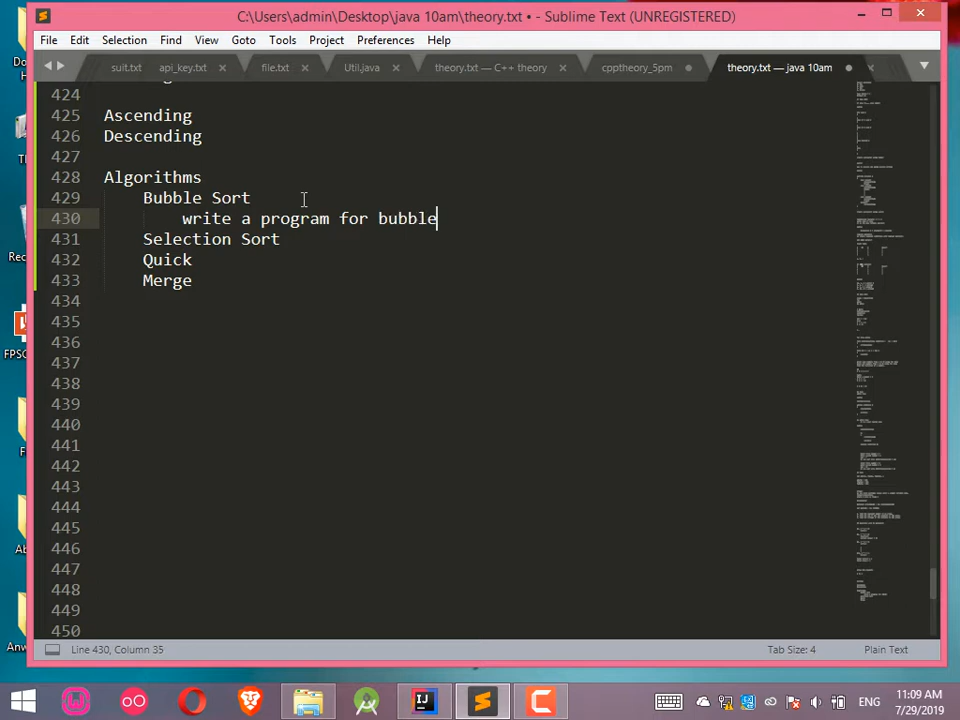 C:\Users\admin\Desktop\java 10am\theory.txt • - Sublime Text (UNREGISTERED)
File Edit Selection Find View Goto Tools Project Preferences Help
suit.txt api_key.txt file.txt Util.java theory.txt — C++ theory cpptheory_5pm theory.txt — java 10am
424
425 Ascending
426 Descending
427
428 Algorithms
429 Bubble Sort
430 write a program for bubble
431 Selection Sort
432 Quick
433 Merge
434
435
436
437
438
439
440
441
442
443
444
445
446
447
448
449
450
Line 430, Column 35 Tab Size: 4 Plain Text
ENG
11:09 AM
7/29/2019